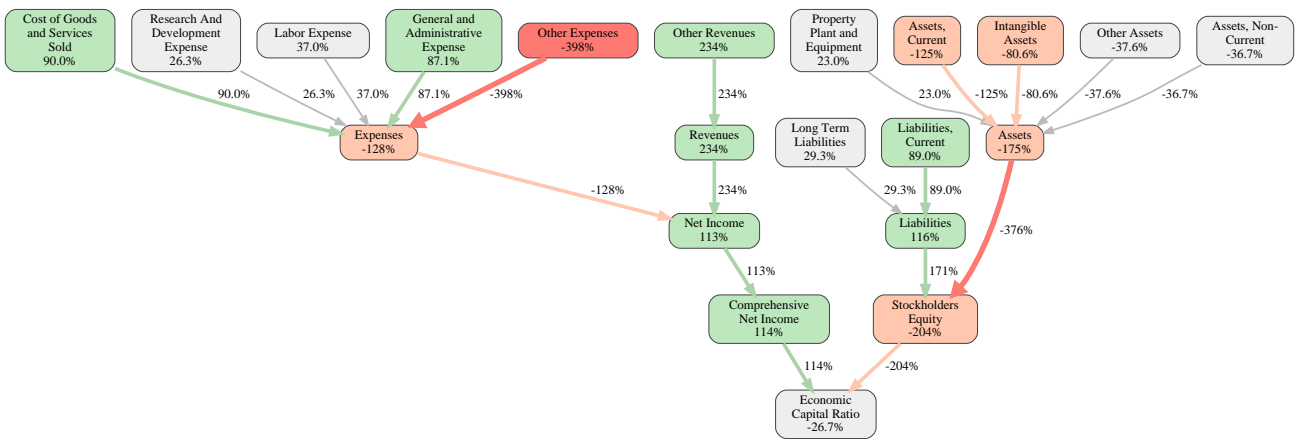 Cost of Goods
and Services
Sold
90.0%
Research And
Development
Expense
26.3%
Labor Expense
37.0%
General and
Administrative
Expense
87.1%
Other Expenses
-398%
Other Revenues
234%
Property
Plant and
Equipment
23.0%
Assets,
Current
-125%
Intangible
Assets
-80.6%
Other Assets
-37.6%
Assets, Non-
Current
-36.7%
90.0%
26.3%
37.0%
87.1%
-398%
234%
23.0%
-125%
-80.6%
-37.6%
-36.7%
Expenses
-128%
Revenues
234%
Long Term
Liabilities
29.3%
Liabilities,
Current
89.0%
Assets
-175%
-128%
234%
29.3%
89.0%
-376%
Net Income
113%
Liabilities
116%
113%
171%
Comprehensive
Net Income
114%
Stockholders
Equity
-204%
114%
-204%
Economic
Capital Ratio
-26.7%